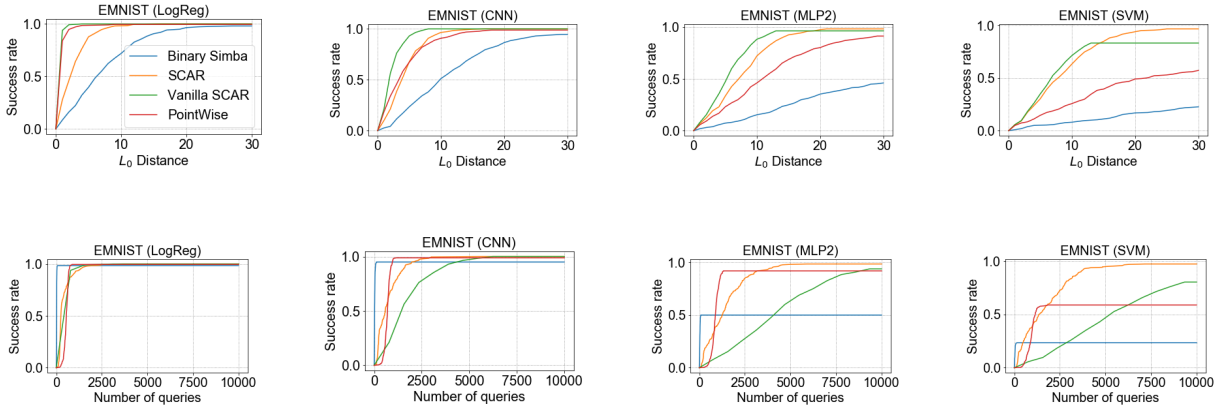 EMNIST (LogReg)
Success rate
1.0
0.5
0.0
Binary Simba
SCAR
Vanilla SCAR
PointWise
0 10 20 30
L₀ Distance
EMNIST (CNN)
Success rate
1.0
0.5
0.0
0 10 20 30
L₀ Distance
EMNIST (MLP2)
Success rate
1.0
0.5
0.0
0 10 20 30
L₀ Distance
EMNIST (SVM)
Success rate
1.0
0.5
0.0
0 10 20 30
L₀ Distance
EMNIST (LogReg)
Success rate
1.0
0.5
0.0
0 2500 5000 7500 10000
Number of queries
EMNIST (CNN)
Success rate
1.0
0.5
0.0
0 2500 5000 7500 10000
Number of queries
EMNIST (MLP2)
Success rate
1.0
0.5
0.0
0 2500 5000 7500 10000
Number of queries
EMNIST (SVM)
Success rate
1.0
0.5
0.0
0 2500 5000 7500 10000
Number of queries